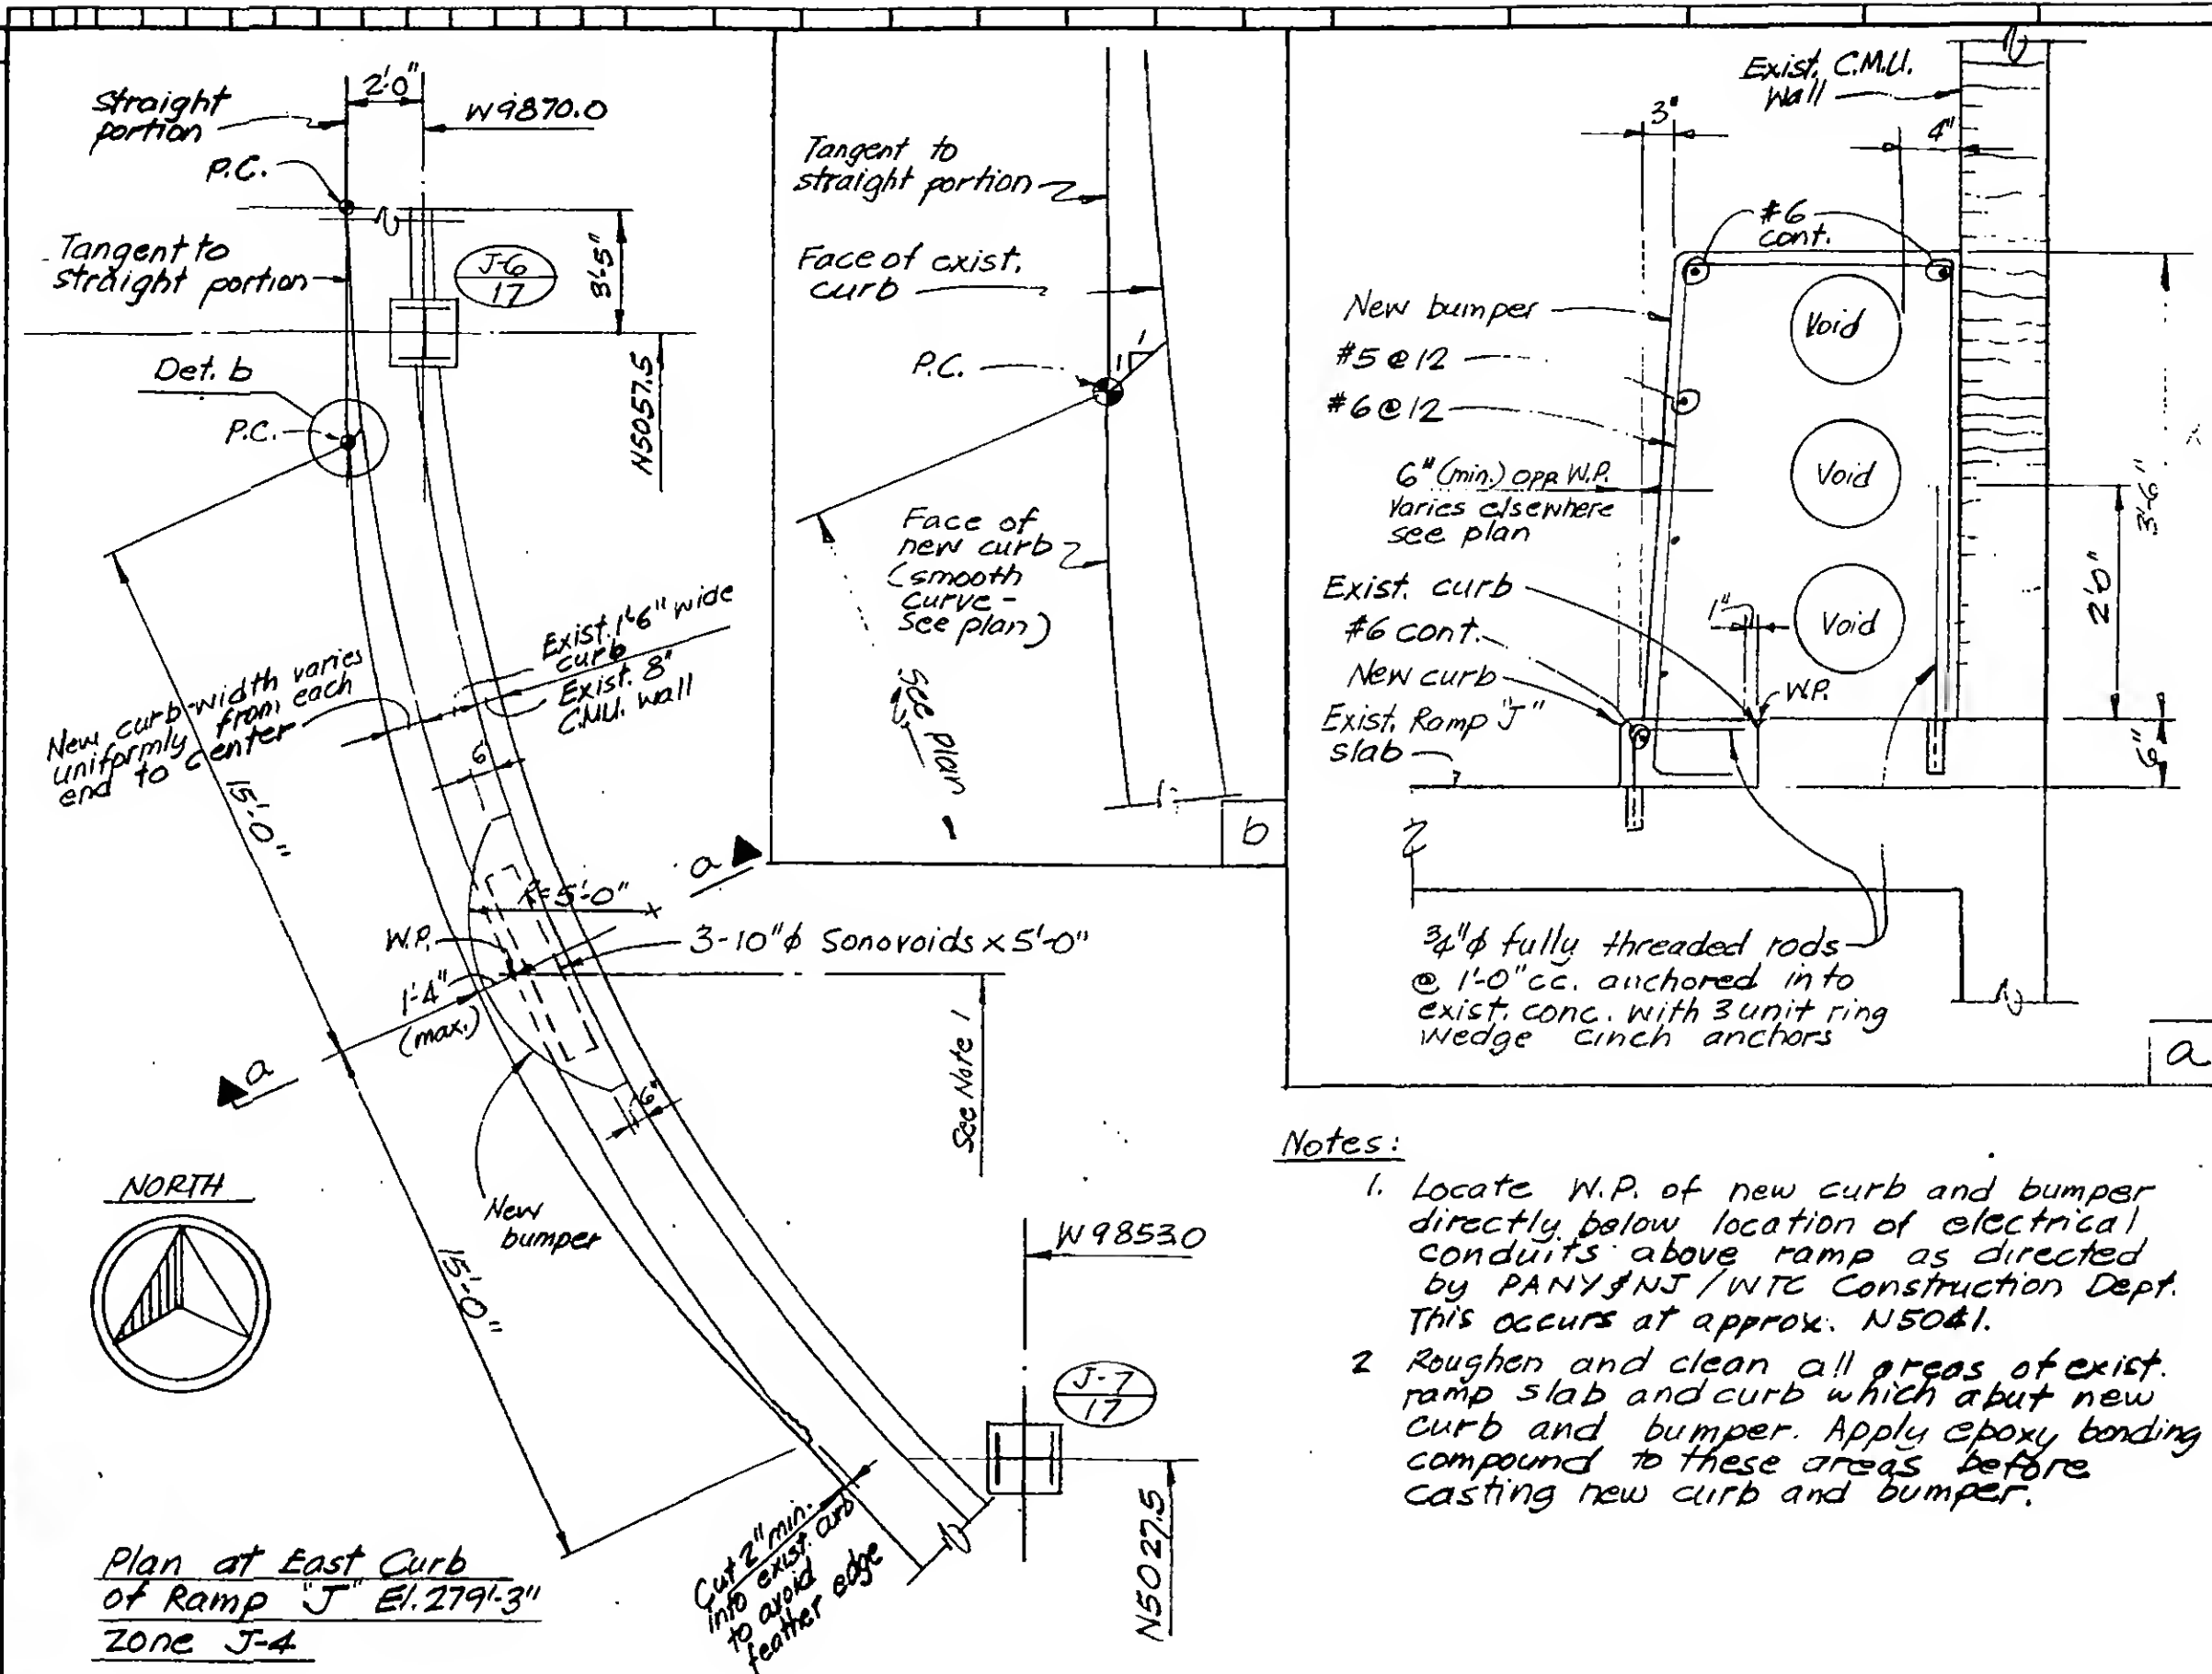 Straight
portion
2'0"
W9870.0
P.C.
Tangent to
straight portion
J-6
17
8'-5"
N5057.5
Det. b
P.C.
New curb-width varies
uniformly from each
end to center
Exist. 1'-6" wide
curb
Exist. 8"
C.M.U. wall
6"
15'-0"
a
R=5'-0"
W.P.
3-10"ϕ Sonovoids x 5'-0"
1'-4"
(max.)
a
See Note 1
6"
New
bumper
NORTH
15'-0"
W9853.0
J-7
17
N5027.5
Cut 2" min.
into exist. curb
to avoid
feather edge
Plan at East Curb
of Ramp "J" El. 279'-3"
Zone J-4
Tangent to
straight portion
Face of exist.
curb
1
1
P.C.
Face of
new curb
(smooth
curve-
see plan)
see plan
b
Exist. C.M.U.
Wall
3"
4"
#6
cont.
New bumper
#5 @ 12
#6 @ 12
Void
Void
Void
6" (min.) opp W.P.
Varies elsewhere
see plan
3'-6"
2'0"
Exist. curb
#6 cont.
New curb
Exist. Ramp "J"
slab
1"
W.P.
6"
3/4"ϕ fully threaded rods
@ 1'-0" cc. anchored in to
exist. conc. with 3 unit ring
wedge cinch anchors
a
Notes:
1. Locate W.P. of new curb and bumper
directly below location of electrical
conduits above ramp as directed
by PANY&NJ / WTC Construction Dept.
This occurs at approx. N5041.
2 Roughen and clean all areas of exist.
ramp slab and curb which abut new
curb and bumper. Apply epoxy bonding
compound to these areas before
casting new curb and bumper.